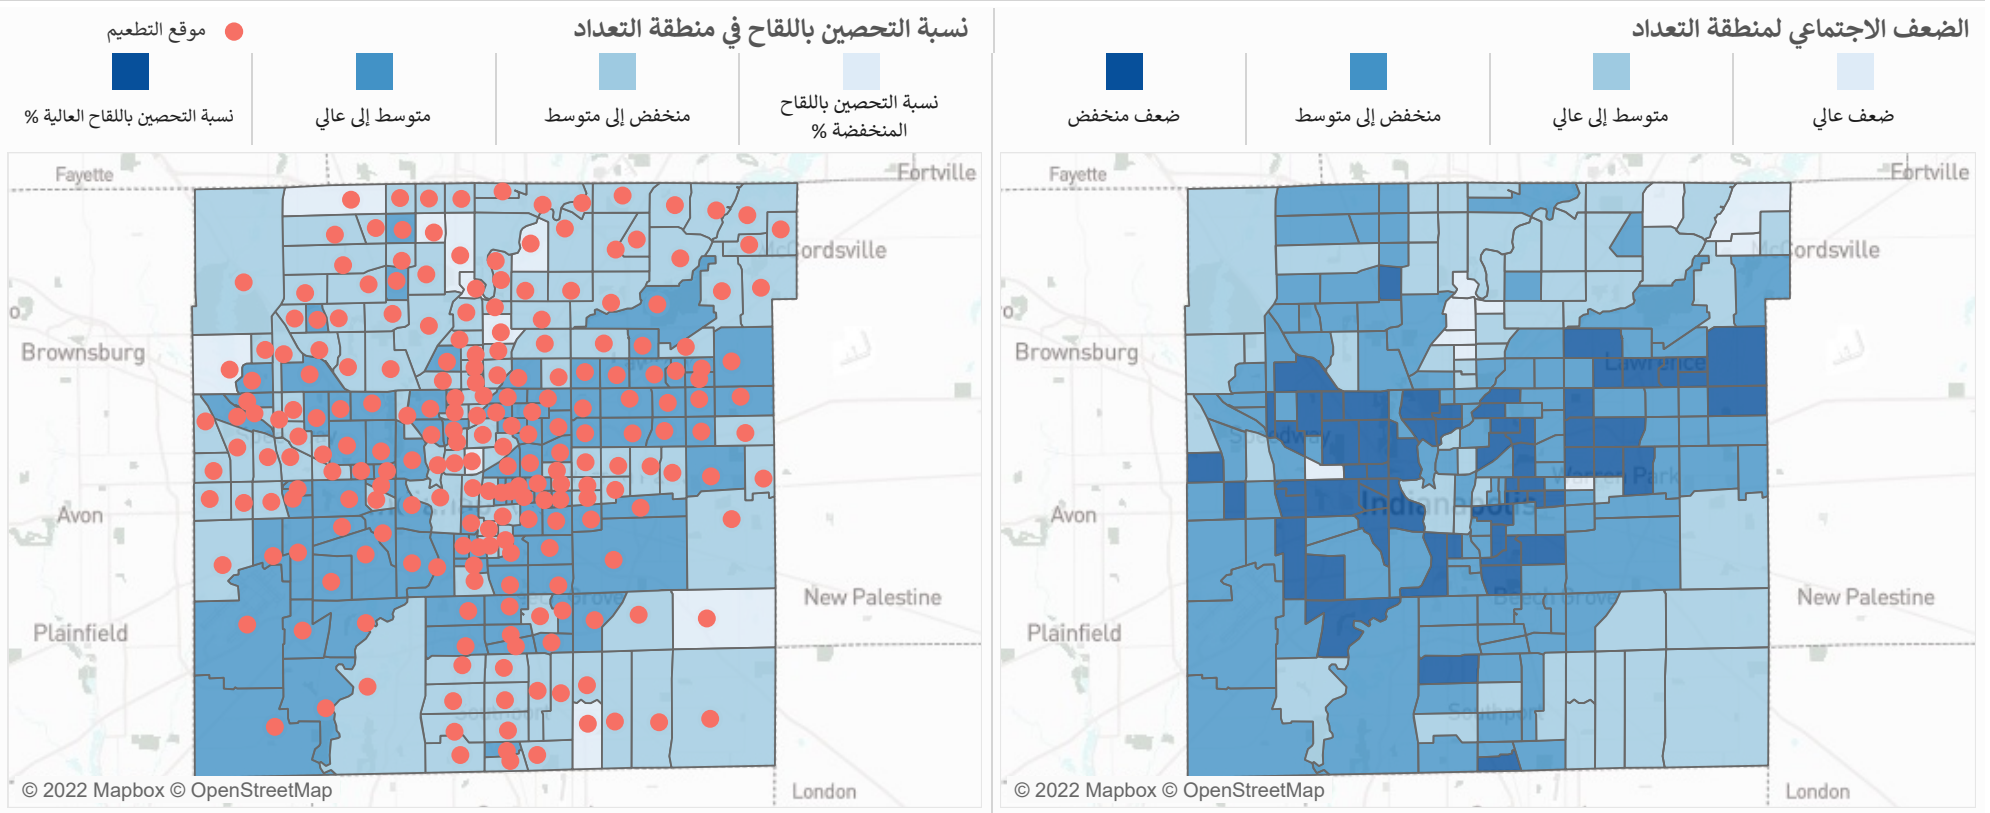 الضعف الاجتماعي لمنطقة التعداد
ضعف عالي
متوسط إلى عالي
منخفض إلى متوسط
ضعف منخفض
Fayette
Fortville
McCordsville
Brownsburg
Lawrence
Speedway
Warren Park
Indianapolis
Avon
Beech Grove
New Palestine
Plainfield
Southport
London
© 2022 Mapbox © OpenStreetMap
نسبة التحصين باللقاح في منطقة التعداد
موقع التطعيم
نسبة التحصين باللقاح
المنخفضة %
منخفض إلى متوسط
متوسط إلى عالي
نسبة التحصين باللقاح العالية %
Fayette
Fortville
McCordsville
Brownsburg
Avon
New Palestine
Plainfield
Southport
London
© 2022 Mapbox © OpenStreetMap